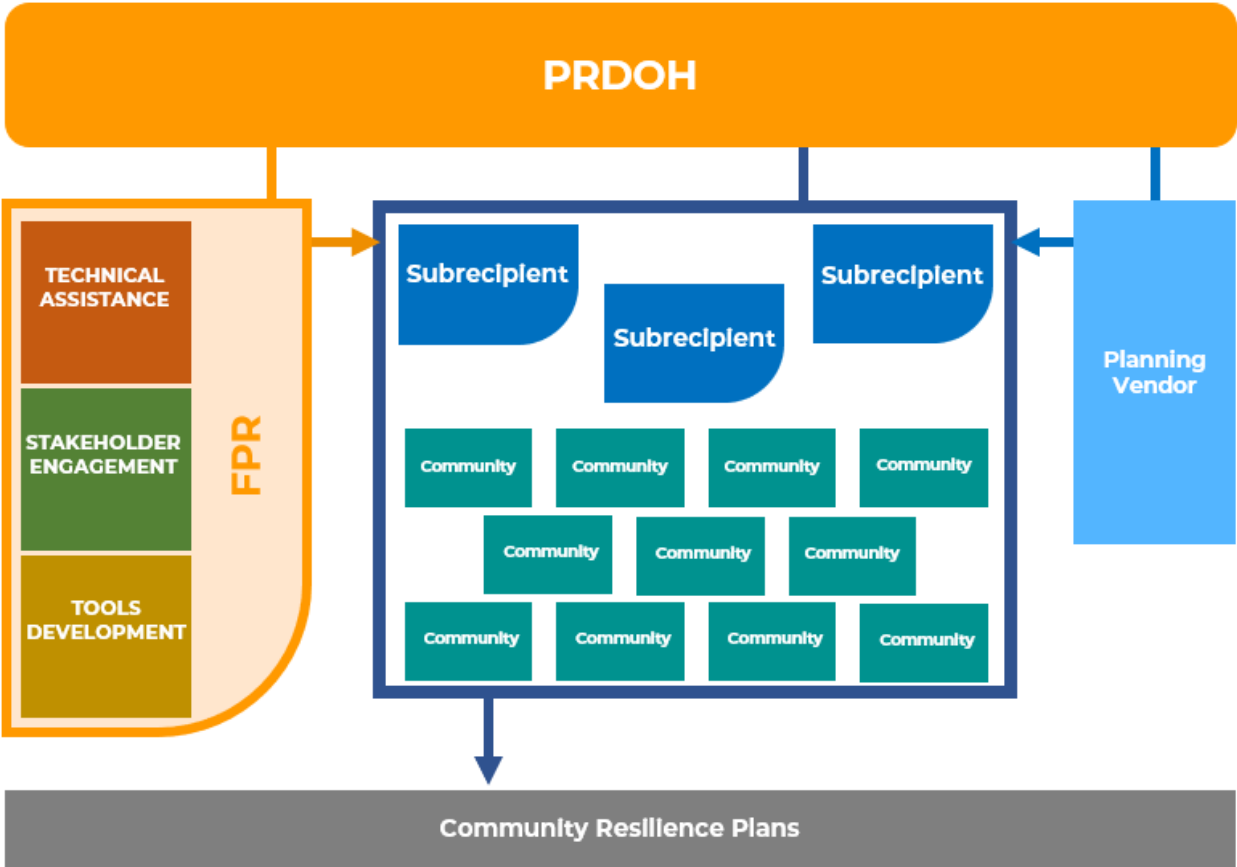 PRDOH
TECHNICAL
ASSISTANCE
STAKEHOLDER
ENGAGEMENT
TOOLS
DEVELOPMENT
FPR
Subrecipient
Subrecipient
Subrecipient
Community
Community
Community
Community
Community
Community
Community
Community
Community
Community
Community
Planning
Vendor
Community Resilience Plans